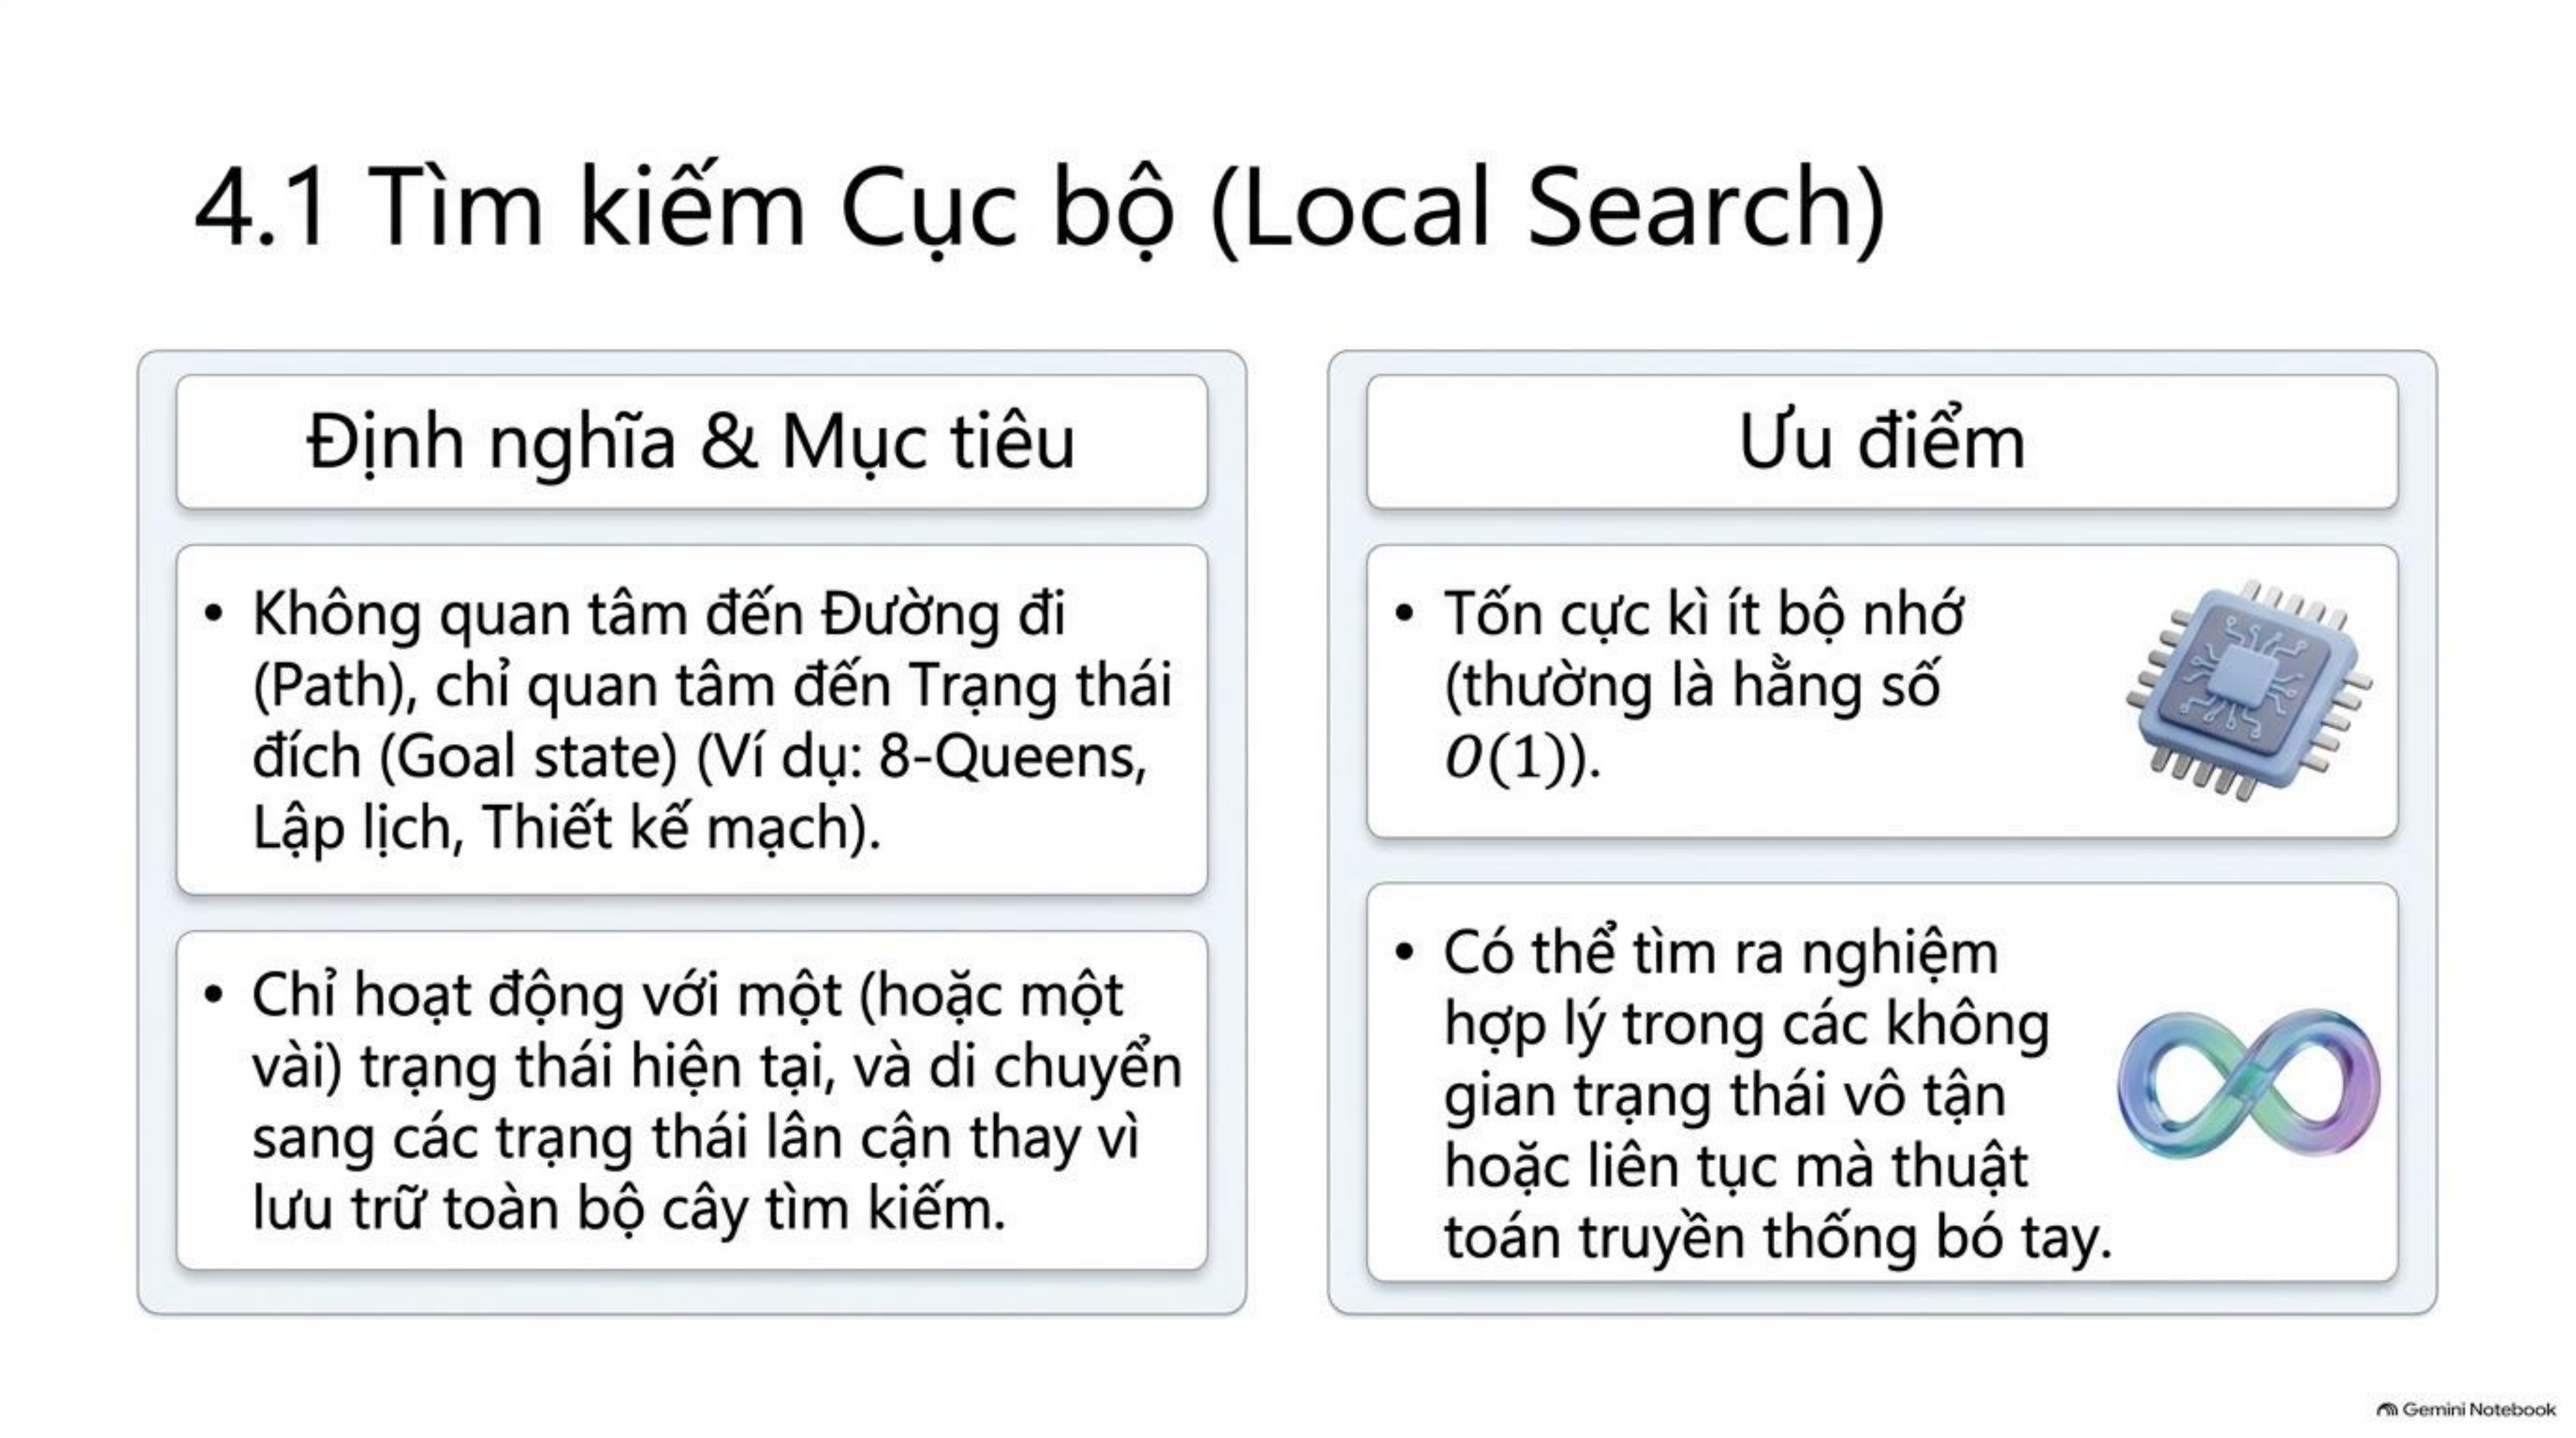 4.1 Tìm kiếm Cục bộ (Local Search)
Định nghĩa & Mục tiêu
• Không quan tâm đến Đường đi
(Path), chỉ quan tâm đến Trạng thái
đích (Goal state) (Ví dụ: 8-Queens,
Lập lịch, Thiết kế mạch).
• Chỉ hoạt động với một (hoặc một
vài) trạng thái hiện tại, và di chuyển
sang các trạng thái lân cận thay vì
lưu trữ toàn bộ cây tìm kiếm.
Ưu điểm
• Tốn cực kì ít bộ nhớ
(thường là hằng số
O(1)).
• Có thể tìm ra nghiệm
hợp lý trong các không
gian trạng thái vô tận
hoặc liên tục mà thuật
toán truyền thống bó tay.
Gemini Notebook